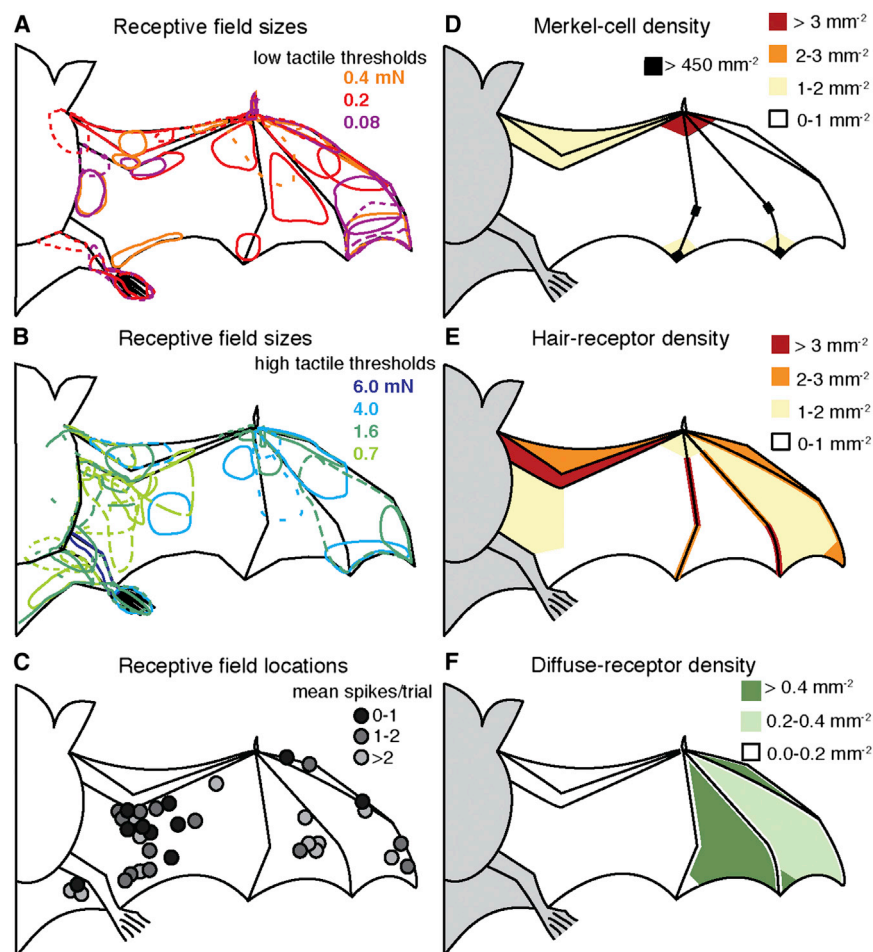 A Receptive field sizes
low tactile thresholds
0.4 mN
0.2
0.08
B Receptive field sizes
high tactile thresholds
6.0 mN
4.0
1.6
0.7
C Receptive field locations
mean spikes/trial
0-1
1-2
>2
D Merkel-cell density
> 450 mm⁻²
> 3 mm⁻²
2-3 mm⁻²
1-2 mm⁻²
0-1 mm⁻²
E Hair-receptor density
> 3 mm⁻²
2-3 mm⁻²
1-2 mm⁻²
0-1 mm⁻²
F Diffuse-receptor density
> 0.4 mm⁻²
0.2-0.4 mm⁻²
0.0-0.2 mm⁻²